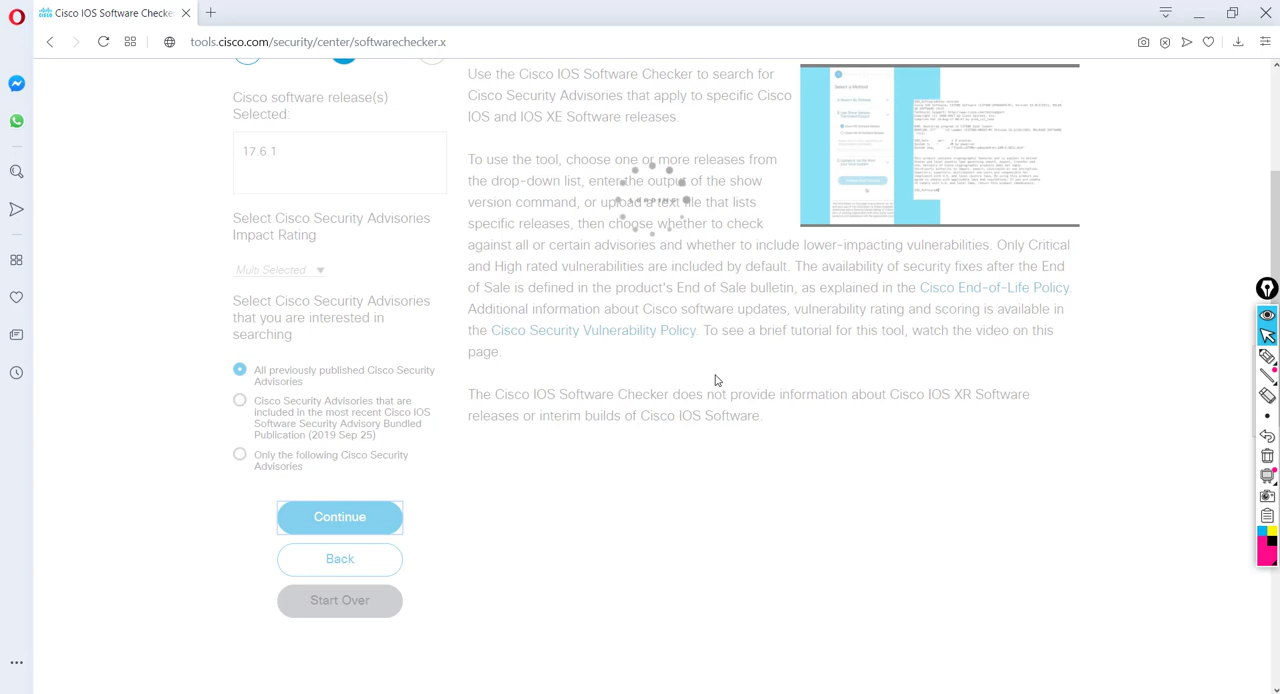 Cisco IOS Software Checke
tools.cisco.com/security/center/softwarechecker.x
Cisco software release(s)
selected:
Select Cisco Security Advisories
Impact Rating
Multi Selected
Select Cisco Security Advisories
that you are interested in
searching
All previously published Cisco Security
Advisories
Cisco Security Advisories that are
included in the most recent Cisco IOS
Software Security Advisory Bundled
Publication (2019 Sep 25)
Only the following Cisco Security
Advisories
Continue
Back
Start Over
Use the Cisco IOS Software Checker to search for
Cisco Security Advisories that apply to specific Cisco
IOS and IOS XE Software releases.
To use the tool, choose one or more releases from
the list, enter the output of the show
command, or upload a text file that lists
specific releases, then choose whether to check
against all or certain advisories and whether to include lower-impacting vulnerabilities. Only Critical
and High rated vulnerabilities are included by default. The availability of security fixes after the End
of Sale is defined in the product's End of Sale bulletin, as explained in the Cisco End-of-Life Policy.
Additional information about Cisco software updates, vulnerability rating and scoring is available in
the Cisco Security Vulnerability Policy. To see a brief tutorial for this tool, watch the video on this
page.
The Cisco IOS Software Checker does not provide information about Cisco IOS XR Software
releases or interim builds of Cisco IOS Software.
Select a Method